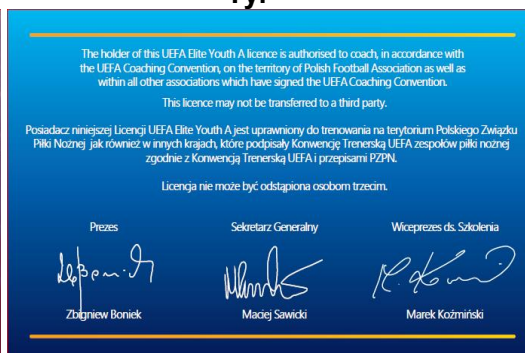 The holder of this UEFA Elite Youth A licence is authorised to coach, in accordance with
the UEFA Coaching Convention, on the territory of Polish Football Association as well as
within all other associations which have signed the UEFA Coaching Convention.
This licence may not be transferred to a third party.
Posiadacz niniejszej Licencji UEFA Elite Youth A jest uprawniony do trenowania na terytorium Polskiego Związku
Piłki Nożnej jak również w innych krajach, które podpisały Konwencję Trenerską UEFA zespołów piłki nożnej
zgodnie z Konwencją Trenerską UEFA i przepisami PZPN.
Licencja nie może być odstąpiona osobom trzecim.
Prezes Sekretarz Generalny Wiceprezes ds. Szkolenia
Zbigniew Boniek Maciej Sawicki Marek Koźmiński